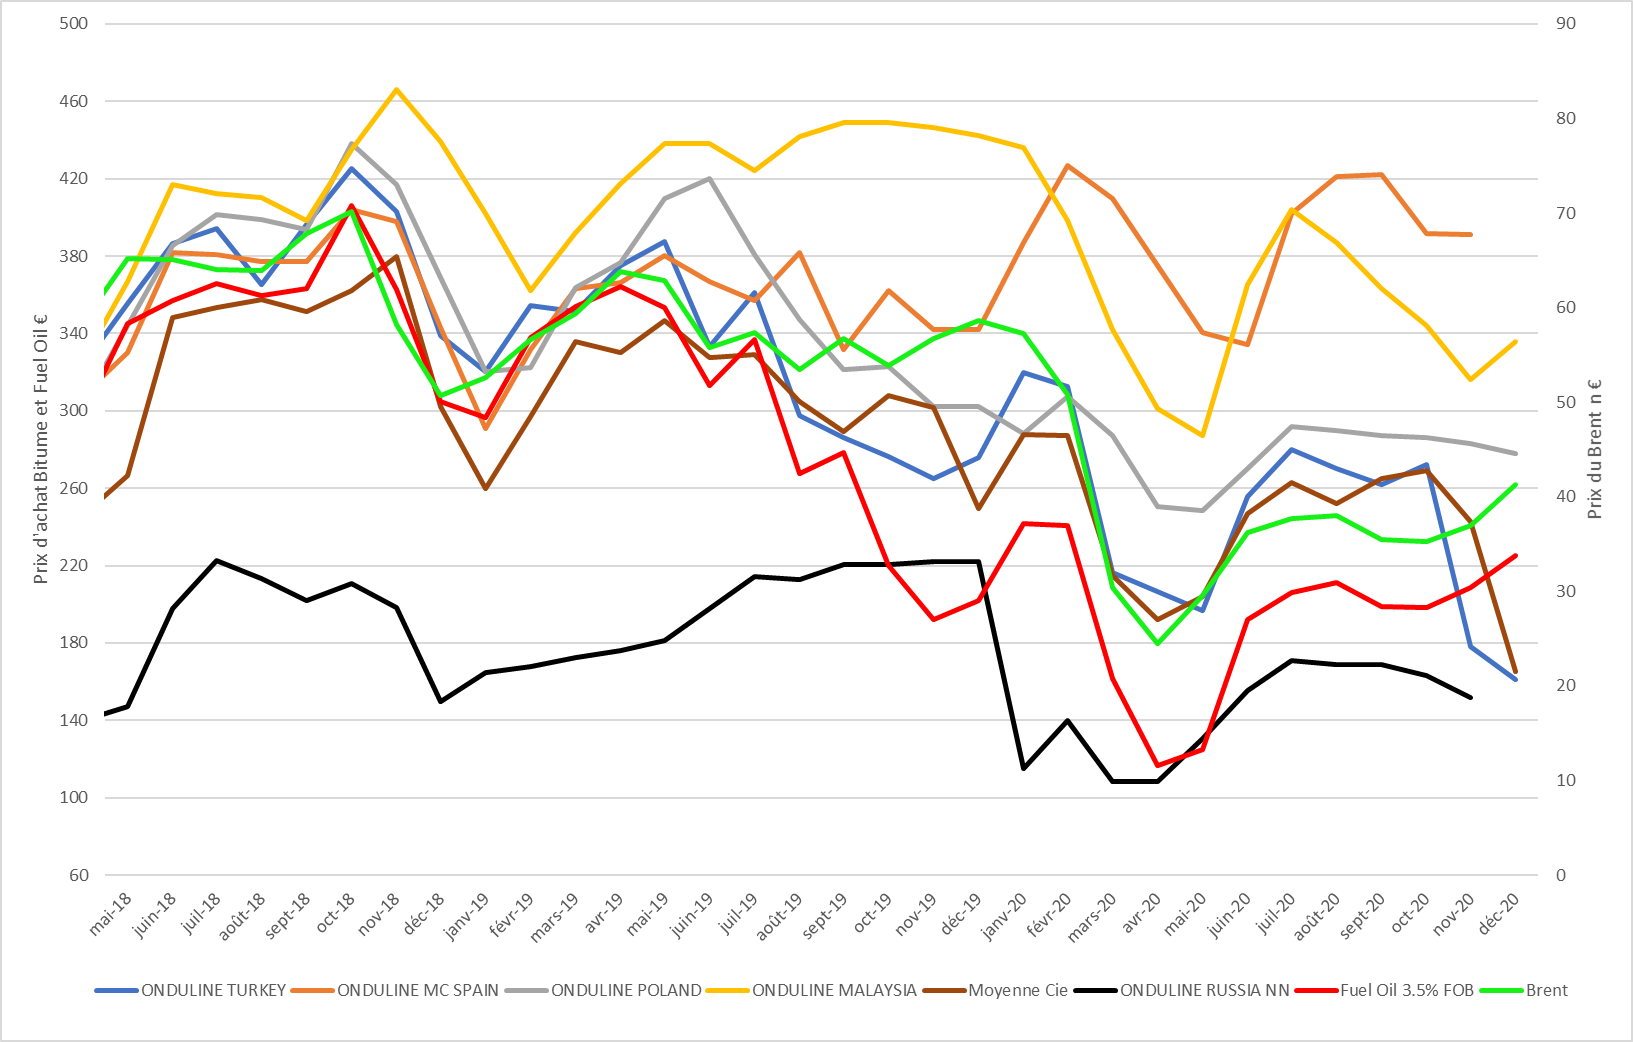 500
460
420
380
340
300
260
220
180
140
100
60
Prix d'achat Bitume et Fuel Oil €
90
80
70
60
50
40
30
20
10
0
Prix du Brent n €
mai-18
juin-18
juil-18
août-18
sept-18
oct-18
nov-18
déc-18
janv-19
févr-19
mars-19
avr-19
mai-19
juin-19
juil-19
août-19
sept-19
oct-19
nov-19
déc-19
janv-20
févr-20
mars-20
avr-20
mai-20
juin-20
juil-20
août-20
sept-20
oct-20
nov-20
déc-20
ONDULINE TURKEY ONDULINE MC SPAIN ONDULINE POLAND ONDULINE MALAYSIA Moyenne Cie ONDULINE RUSSIA NN Fuel Oil 3.5% FOB Brent